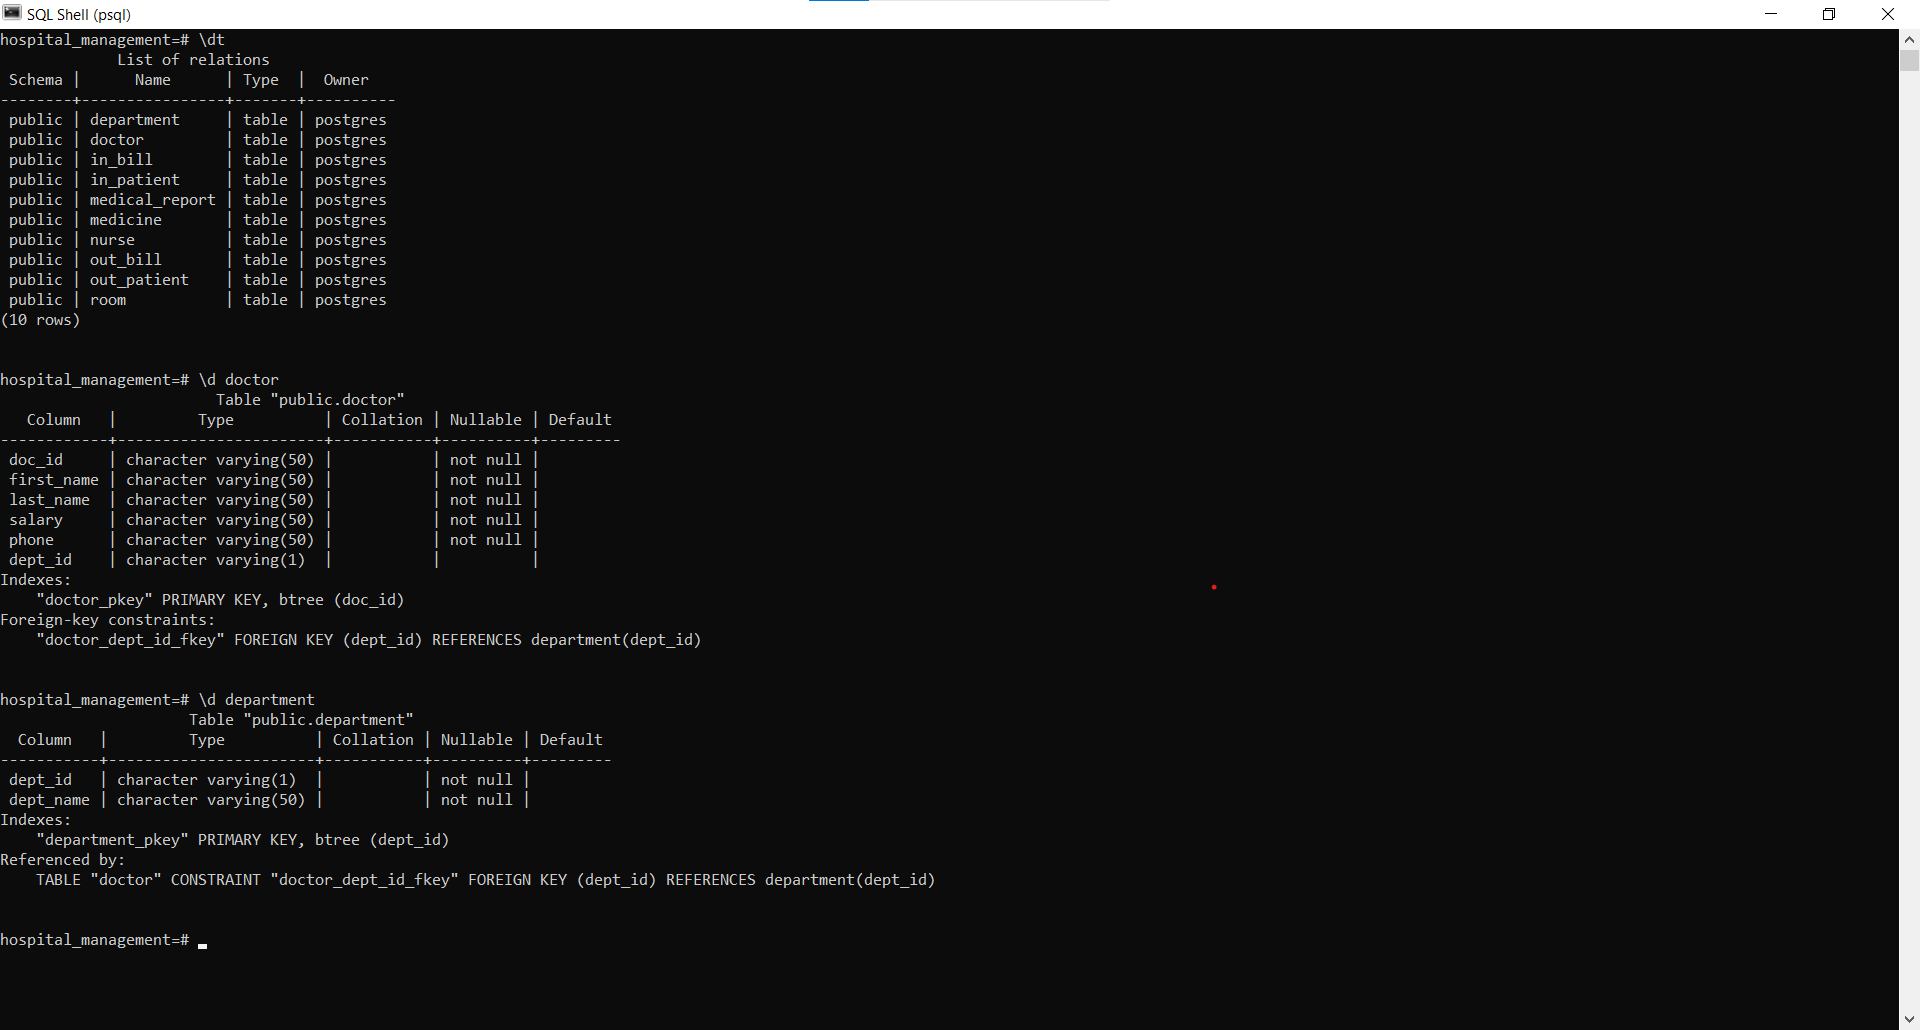 SQL Shell (psql)
hospital_management=# \dt
             List of relations
 Schema |      Name      | Type  |  Owner
--------+----------------+-------+----------
 public | department     | table | postgres
 public | doctor         | table | postgres
 public | in_bill        | table | postgres
 public | in_patient     | table | postgres
 public | medical_report | table | postgres
 public | medicine       | table | postgres
 public | nurse          | table | postgres
 public | out_bill       | table | postgres
 public | out_patient    | table | postgres
 public | room           | table | postgres
(10 rows)
hospital_management=# \d doctor
                        Table "public.doctor"
   Column   |         Type          | Collation | Nullable | Default
------------+-----------------------+-----------+----------+---------
 doc_id     | character varying(50) |           | not null |
 first_name | character varying(50) |           | not null |
 last_name  | character varying(50) |           | not null |
 salary     | character varying(50) |           | not null |
 phone      | character varying(50) |           | not null |
 dept_id    | character varying(1)  |           |          |
Indexes:
    "doctor_pkey" PRIMARY KEY, btree (doc_id)
Foreign-key constraints:
    "doctor_dept_id_fkey" FOREIGN KEY (dept_id) REFERENCES department(dept_id)
hospital_management=# \d department
                     Table "public.department"
  Column   |         Type          | Collation | Nullable | Default
-----------+-----------------------+-----------+----------+---------
 dept_id   | character varying(1)  |           | not null |
 dept_name | character varying(50) |           | not null |
Indexes:
    "department_pkey" PRIMARY KEY, btree (dept_id)
Referenced by:
    TABLE "doctor" CONSTRAINT "doctor_dept_id_fkey" FOREIGN KEY (dept_id) REFERENCES department(dept_id)
hospital_management=#